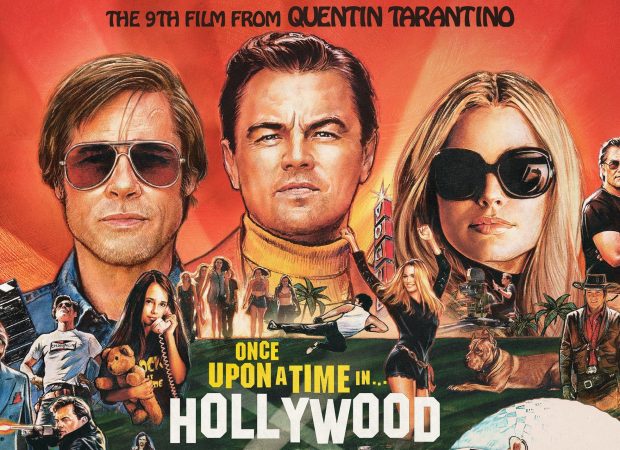 THE 9TH FILM FROM QUENTIN TARANTINO
ONCE
UPON A TIME IN...
HOLLYWOOD